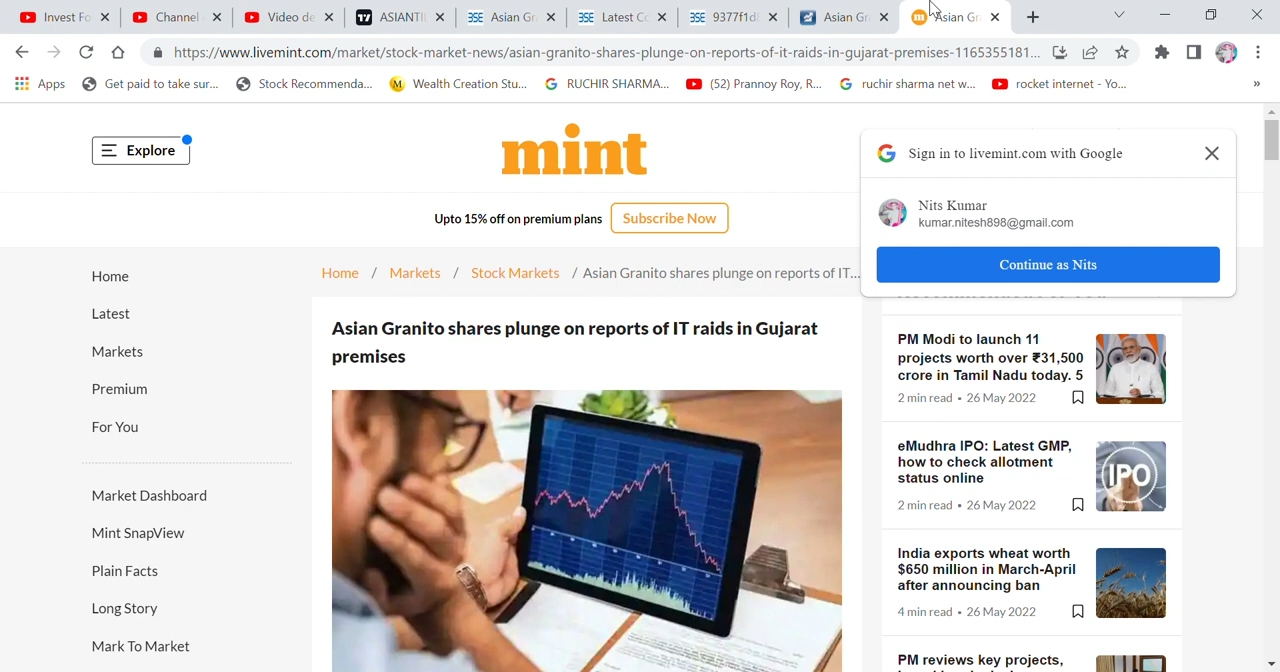 Invest Fo
Channel
Video de
ASIANTI
Asian Gr
Latest Co
9377f1d
Asian Gr
Asian Gr
https://www.livemint.com/market/stock-market-news/asian-granito-shares-plunge-on-reports-of-it-raids-in-gujarat-premises-1165355181...
Apps
Get paid to take sur...
Stock Recommenda...
Wealth Creation Stu...
RUCHIR SHARMA...
(52) Prannoy Roy, R...
ruchir sharma net w...
rocket internet - Yo...
»
Explore
mint
Sign in to livemint.com with Google
Nits Kumar
kumar.nitesh898@gmail.com
Continue as Nits
Upto 15% off on premium plans
Subscribe Now
Home / Markets / Stock Markets / Asian Granito shares plunge on reports of IT...
Home
Latest
Markets
Premium
For You
Market Dashboard
Mint SnapView
Plain Facts
Long Story
Mark To Market
Asian Granito shares plunge on reports of IT raids in Gujarat
premises
PM Modi to launch 11
projects worth over ₹31,500
crore in Tamil Nadu today. 5
2 min read • 26 May 2022
eMudhra IPO: Latest GMP,
how to check allotment
status online
2 min read • 26 May 2022
IPO
India exports wheat worth
$650 million in March-April
after announcing ban
4 min read • 26 May 2022
PM reviews key projects,